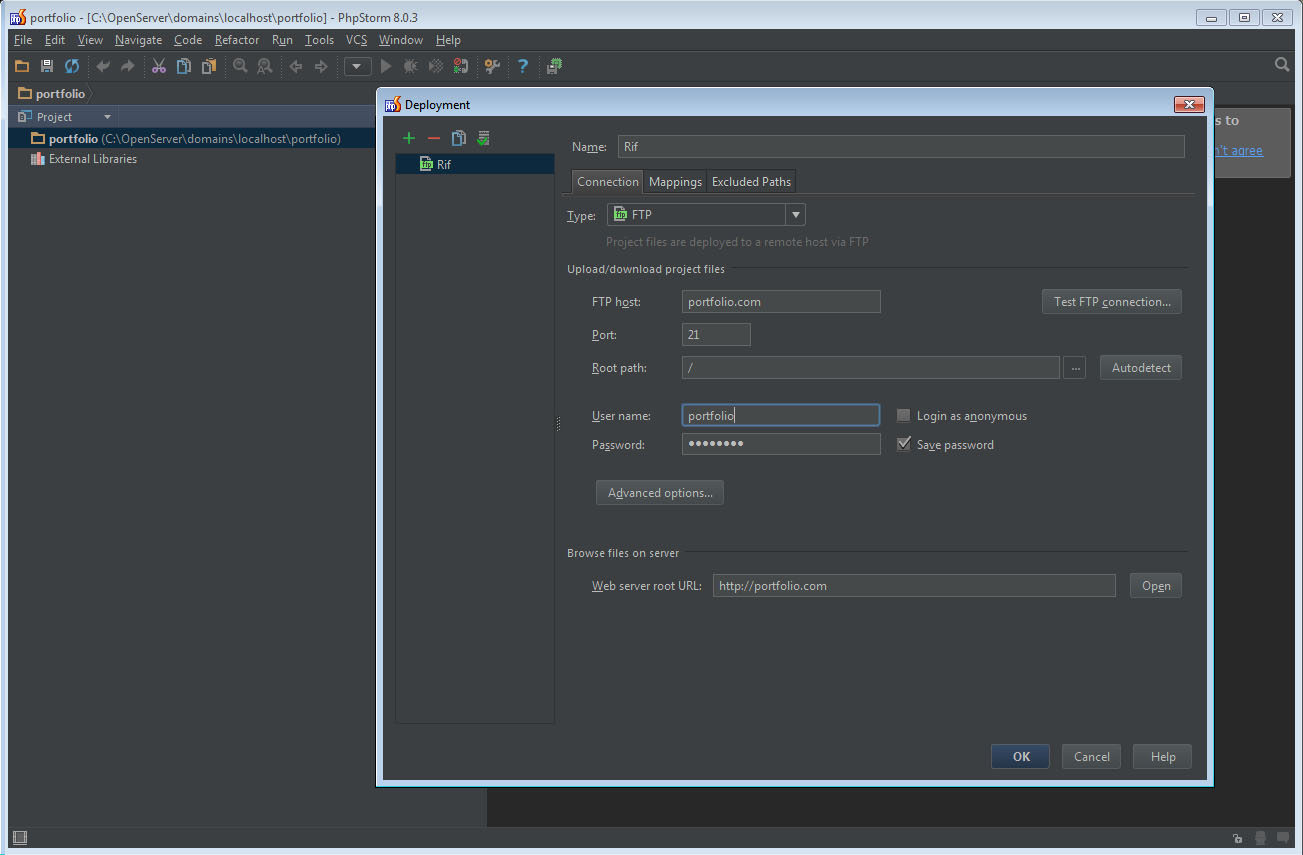 portfolio - [C:\OpenServer\domains\localhost\portfolio] - PhpStorm 8.0.3
File Edit View Navigate Code Refactor Run Tools VCS Window Help
portfolio
Project
portfolio (C:\OpenServer\domains\localhost\portfolio)
External Libraries
s to
n't agree
Deployment
Rif
Name: Rif
Connection Mappings Excluded Paths
Type: FTP
Project files are deployed to a remote host via FTP
Upload/download project files
FTP host: portfolio.com Test FTP connection...
Port: 21
Root path: / ... Autodetect
User name: portfolio Login as anonymous
Password: •••••••• Save password
Advanced options...
Browse files on server
Web server root URL: http://portfolio.com Open
OK Cancel Help